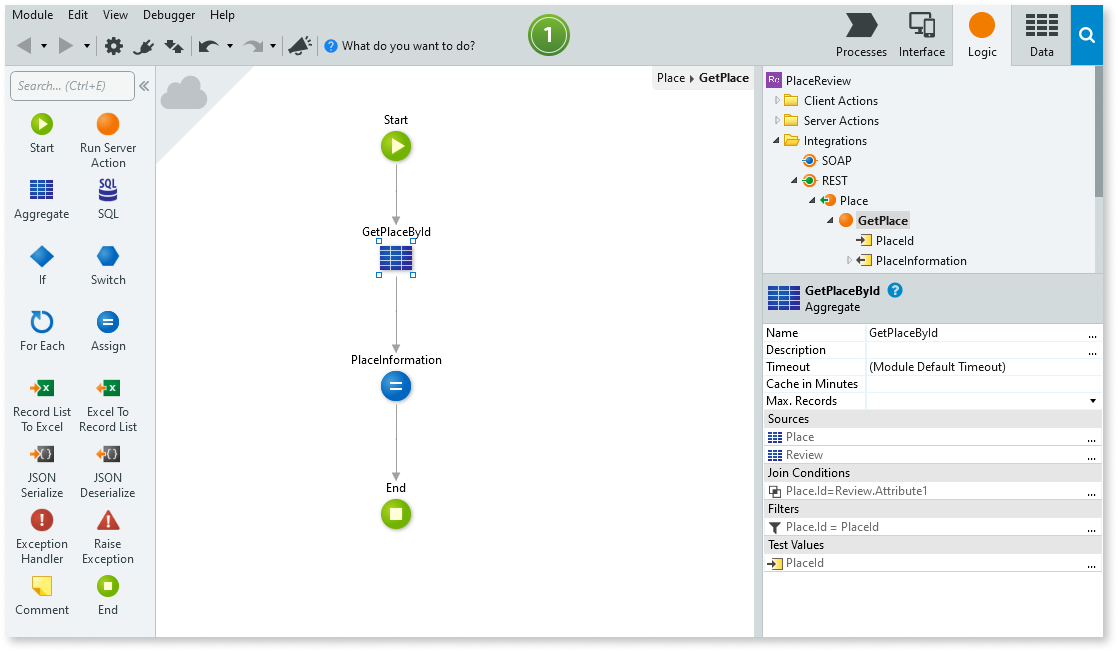 Module Edit View Debugger Help
1
What do you want to do?
Processes Interface Logic Data
Search... (Ctrl+E)
Start
Run Server
Action
Aggregate
SQL
SQL
If
Switch
For Each
Assign
Record List
To Excel
Excel To
Record List
JSON
Serialize
JSON
Deserialize
Exception
Handler
Raise
Exception
Comment
End
Place GetPlace
Start
GetPlaceById
PlaceInformation
End
Re PlaceReview
Client Actions
Server Actions
Integrations
SOAP
REST
Place
GetPlace
PlaceId
PlaceInformation
GetPlaceById ?
Aggregate
Name GetPlaceById ...
Description ...
Timeout (Module Default Timeout)
Cache in Minutes
Max. Records
Sources
Place ...
Review ...
Join Conditions
Place.Id=Review.Attribute1 ...
Filters
Place.Id = PlaceId ...
Test Values
PlaceId ...